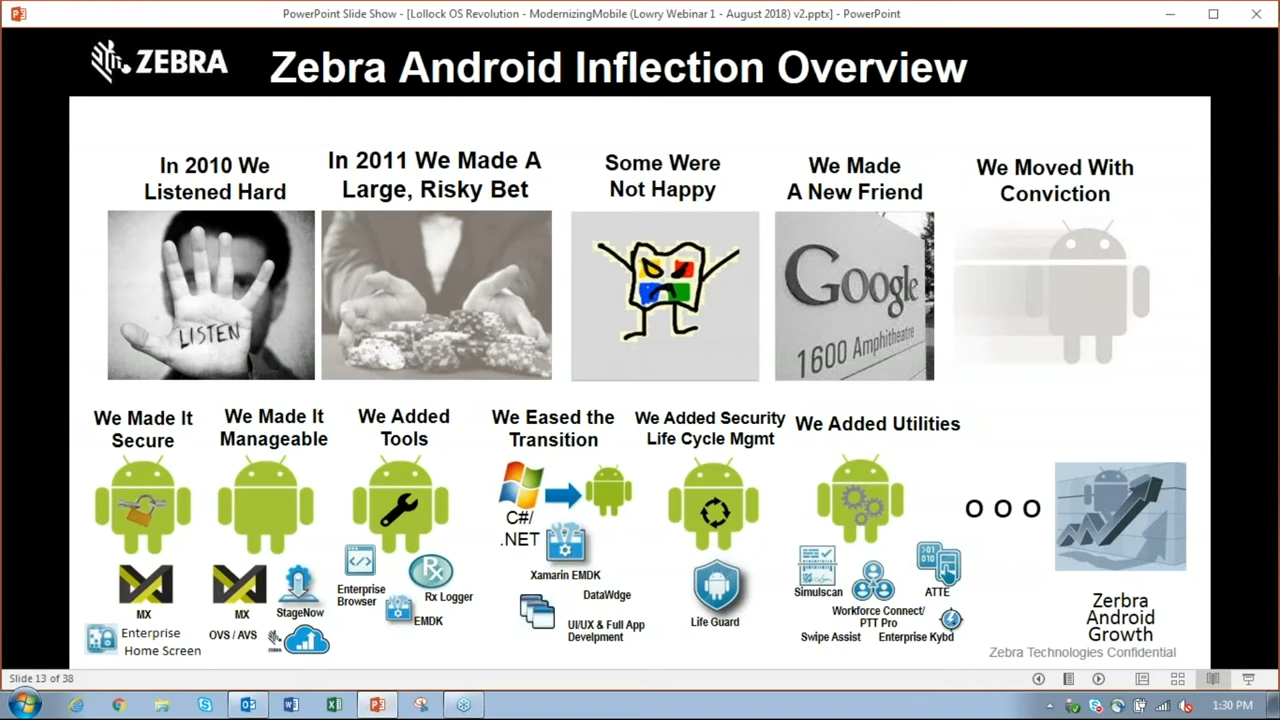 PowerPoint Slide Show - [Lollock OS Revolution - ModernizingMobile (Lowry Webinar 1 - August 2018) v2.pptx] - PowerPoint
ZEBRA
Zebra Android Inflection Overview
In 2010 We
Listened Hard
In 2011 We Made A
Large, Risky Bet
Some Were
Not Happy
We Made
A New Friend
We Moved With
Conviction
LISTEN
Google
1600 Amphitheatre
We Made It
Secure
We Made It
Manageable
We Added
Tools
We Eased the
Transition
We Added Security
Life Cycle Mgmt
We Added Utilities
MX
Enterprise
Home Screen
MX
StageNow
OVS / AVS
Enterprise
Browser
Rx
Rx Logger
EMDK
C#/
.NET
Xamarin EMDK
DataWdge
UI/UX & Full App
Develpment
Life Guard
Simulscan
>01
010
ATTE
Workforce Connect/
PTT Pro
Swipe Assist
Enterprise Kybd
O O O
Zerbra
Android
Growth
Zebra Technologies Confidential
Slide 13 of 38
1:30 PM